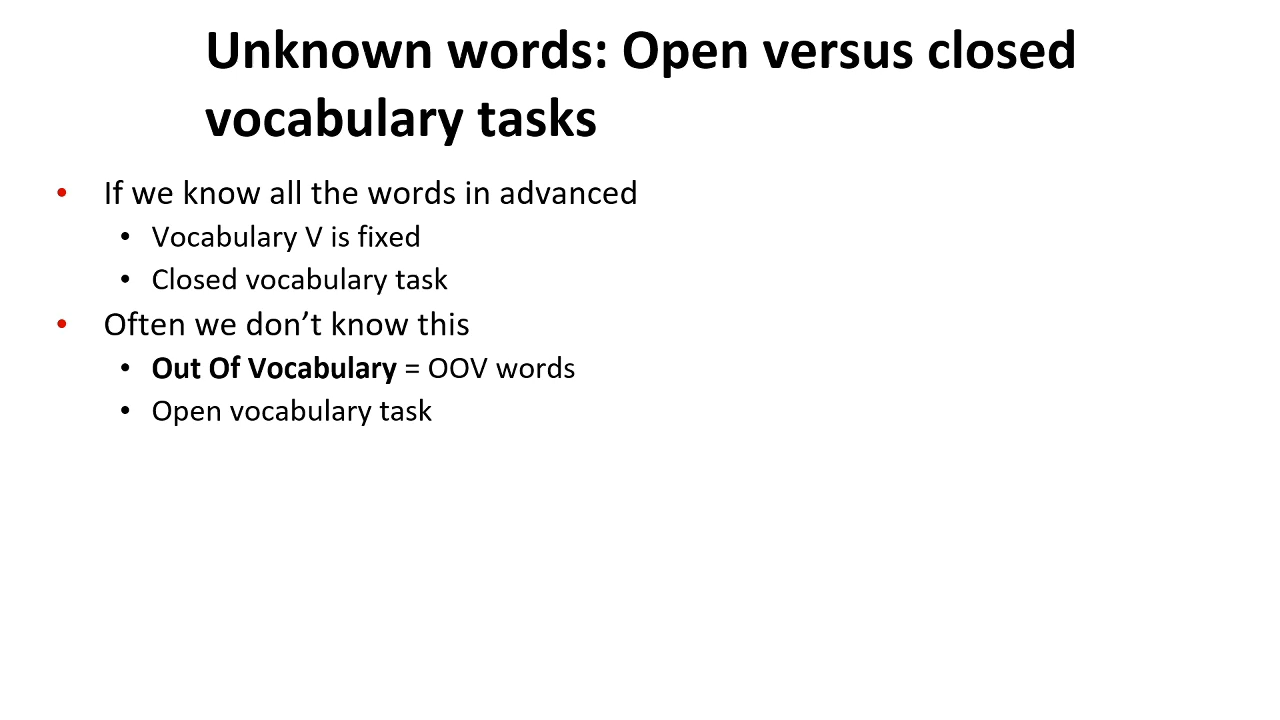 Unknown words: Open versus closed
vocabulary tasks
• If we know all the words in advanced
• Vocabulary V is fixed
• Closed vocabulary task
• Often we don’t know this
• Out Of Vocabulary = OOV words
• Open vocabulary task